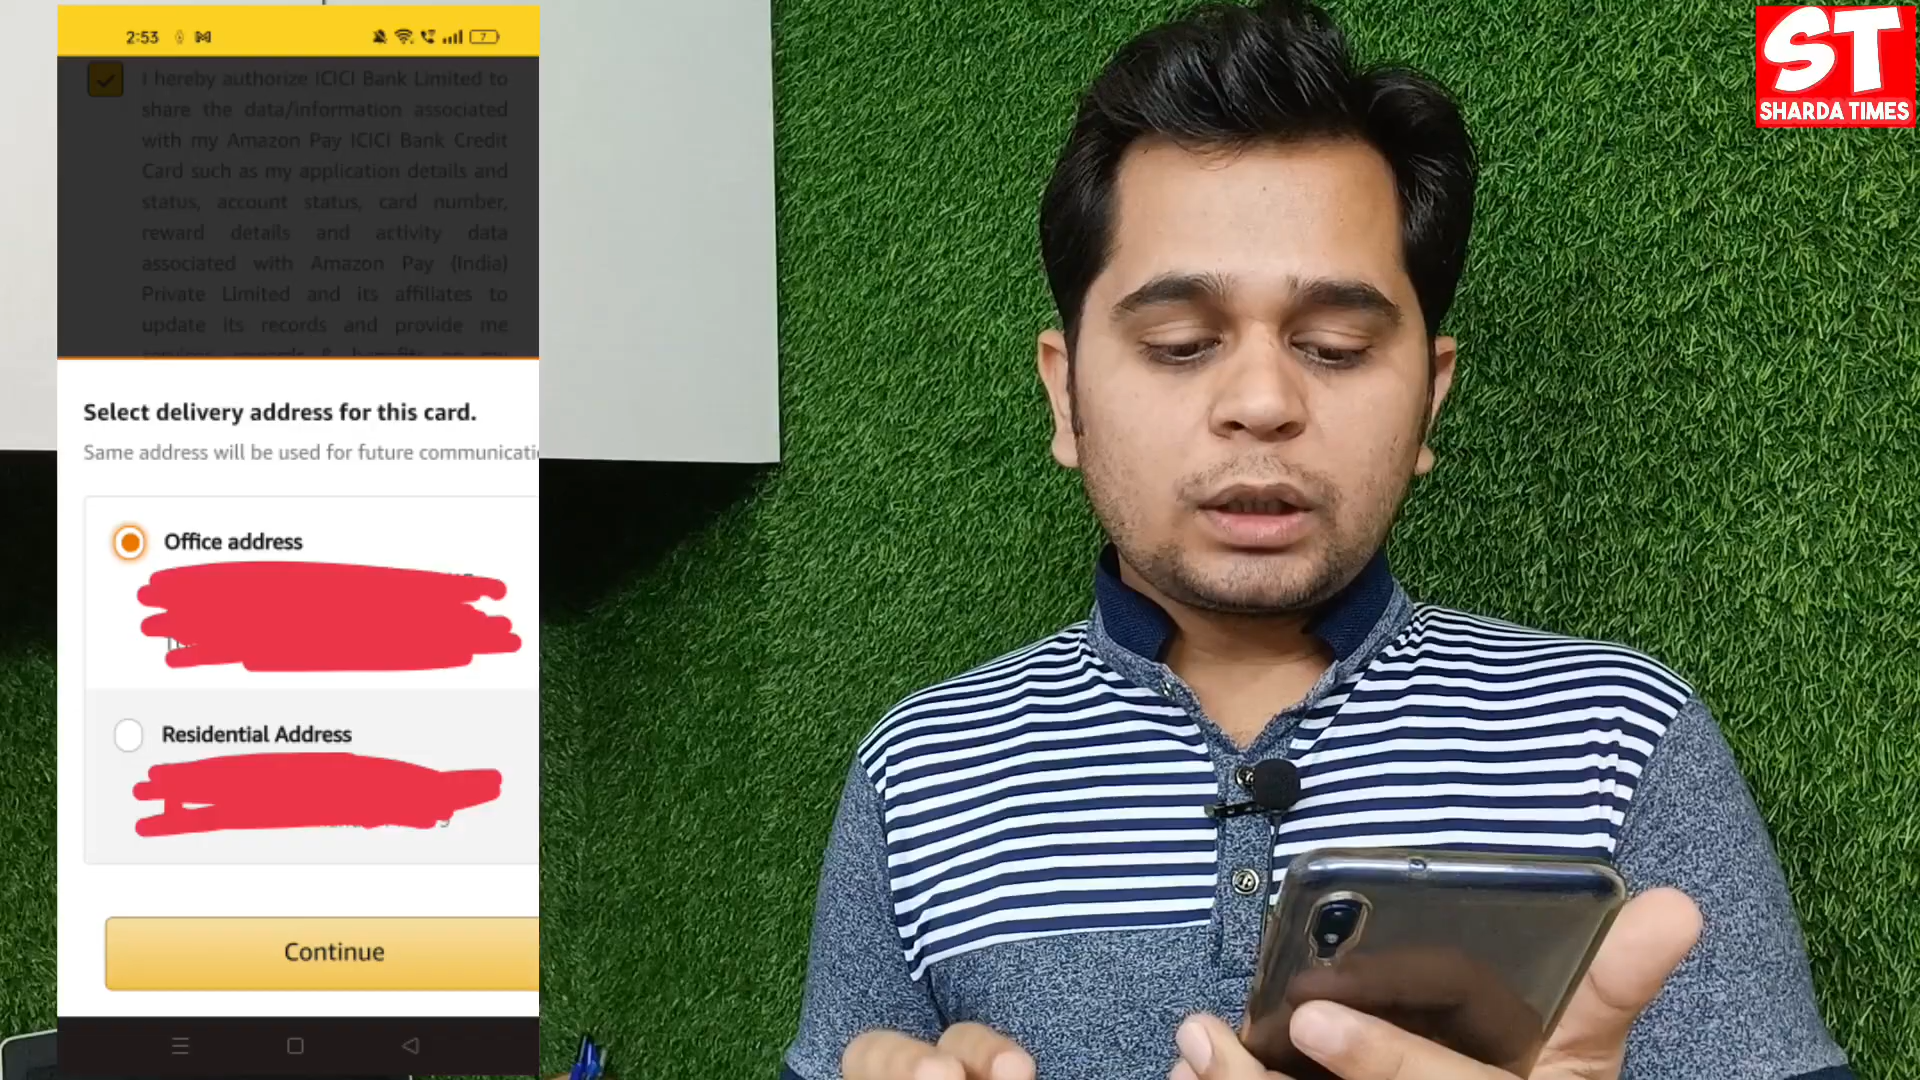 2:53
7
I hereby authorize ICICI Bank Limited to
share the data/information associated
with my Amazon Pay ICICI Bank Credit
Card such as my application details and
status, account status, card number,
reward details and activity data
associated with Amazon Pay (India)
Private Limited and its affiliates to
update its records and provide me
Select delivery address for this card.
Same address will be used for future communicati
Office address
Residential Address
Continue
ST
SHARDA TIMES